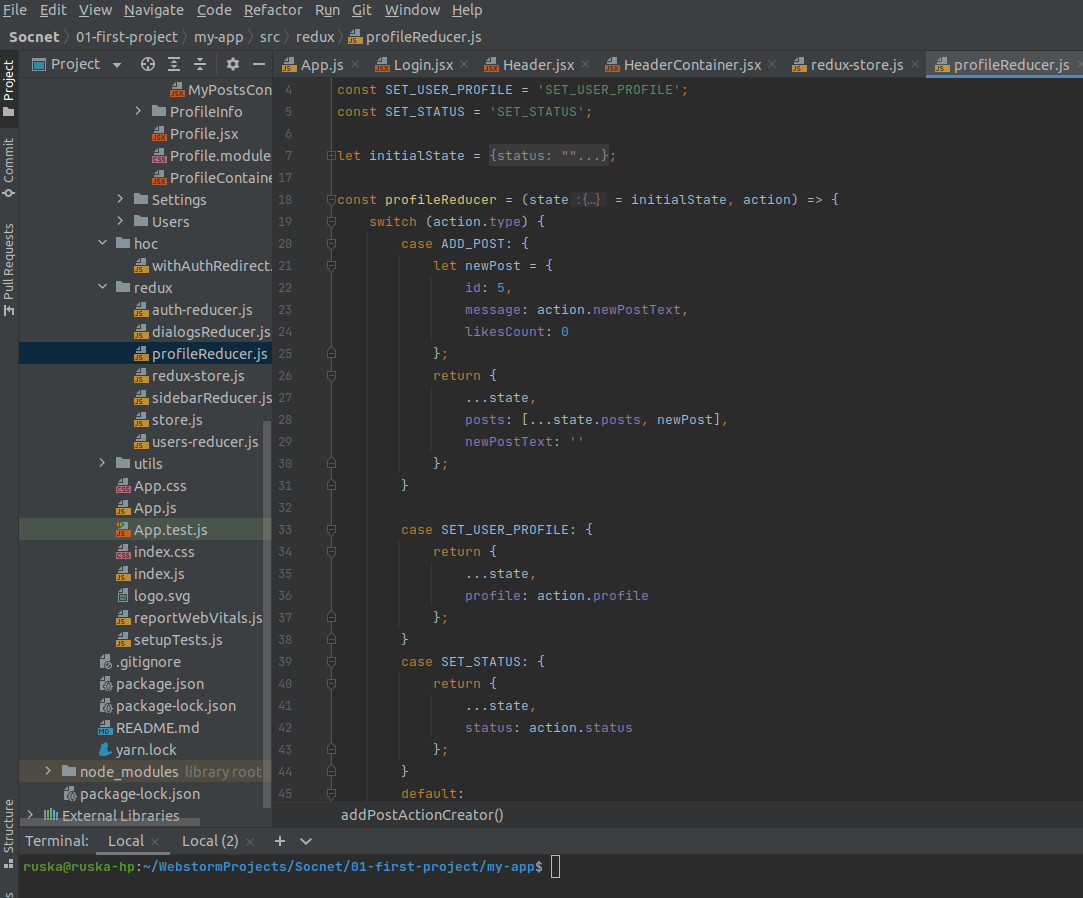 File Edit View Navigate Code Refactor Run Git Window Help
Socnet 01-first-project my-app src redux profileReducer.js
Project
App.js Login.jsx Header.jsx HeaderContainer.jsx redux-store.js profileReducer.js
Project
Commit
Pull Requests
Structure
MyPostsCon
ProfileInfo
Profile.jsx
Profile.module
ProfileContaine
Settings
Users
hoc
withAuthRedirect.
redux
auth-reducer.js
dialogsReducer.js
profileReducer.js
redux-store.js
sidebarReducer.js
store.js
users-reducer.js
utils
App.css
App.js
App.test.js
index.css
index.js
logo.svg
reportWebVitals.js
setupTests.js
.gitignore
package.json
package-lock.json
README.md
yarn.lock
node_modules library root
package-lock.json
External Libraries
4 const SET_USER_PROFILE = 'SET_USER_PROFILE';
5 const SET_STATUS = 'SET_STATUS';
6
7 let initialState = {status: ""...};
17
18 const profileReducer = (state :{...} = initialState, action) => {
19 switch (action.type) {
20 case ADD_POST: {
21 let newPost = {
22 id: 5,
23 message: action.newPostText,
24 likesCount: 0
25 };
26 return {
27 ...state,
28 posts: [...state.posts, newPost],
29 newPostText: ''
30 };
31 }
32
33 case SET_USER_PROFILE: {
34 return {
35 ...state,
36 profile: action.profile
37 };
38 }
39 case SET_STATUS: {
40 return {
41 ...state,
42 status: action.status
43 };
44 }
45 default:
addPostActionCreator()
Terminal: Local Local (2)
ruska@ruska-hp:~/WebstormProjects/Socnet/01-first-project/my-app$